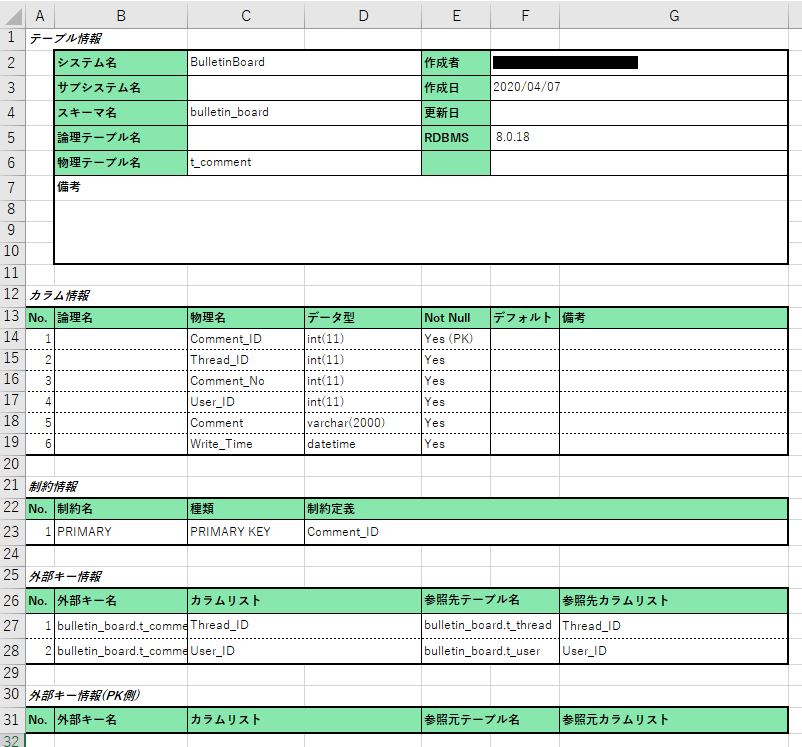 A B C D E F G
1 テーブル情報
2 システム名 BulletinBoard 作成者
3 サブシステム名 作成日 2020/04/07
4 スキーマ名 bulletin_board 更新日
5 論理テーブル名 RDBMS 8.0.18
6 物理テーブル名 t_comment
7 備考
8
9
10
11
12 カラム情報
13 No. 論理名 物理名 データ型 Not Null デフォルト 備考
14 1 Comment_ID int(11) Yes (PK)
15 2 Thread_ID int(11) Yes
16 3 Comment_No int(11) Yes
17 4 User_ID int(11) Yes
18 5 Comment varchar(2000) Yes
19 6 Write_Time datetime Yes
20
21 制約情報
22 No. 制約名 種類 制約定義
23 1 PRIMARY PRIMARY KEY Comment_ID
24
25 外部キー情報
26 No. 外部キー名 カラムリスト 参照先テーブル名 参照先カラムリスト
27 1 bulletin_board.t_comme Thread_ID bulletin_board.t_thread Thread_ID
28 2 bulletin_board.t_comme User_ID bulletin_board.t_user User_ID
29
30 外部キー情報(PK側)
31 No. 外部キー名 カラムリスト 参照元テーブル名 参照元カラムリスト
32